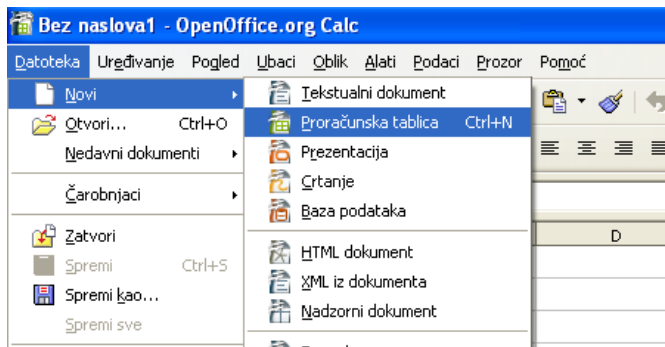 Bez naslova1 - OpenOffice.org Calc
Datoteka Uređivanje Pogled Ubaci Oblik Alati Podaci Prozor Pomoć
Novi
Otvori... Ctrl+O
Nedavni dokumenti
Čarobnjaci
Zatvori
Spremi Ctrl+S
Spremi kao...
Spremi sve
Tekstualni dokument
Proračunska tablica Ctrl+N
Prezentacija
Crtanje
Baza podataka
HTML dokument
XML iz dokumenta
Nadzorni dokument
D